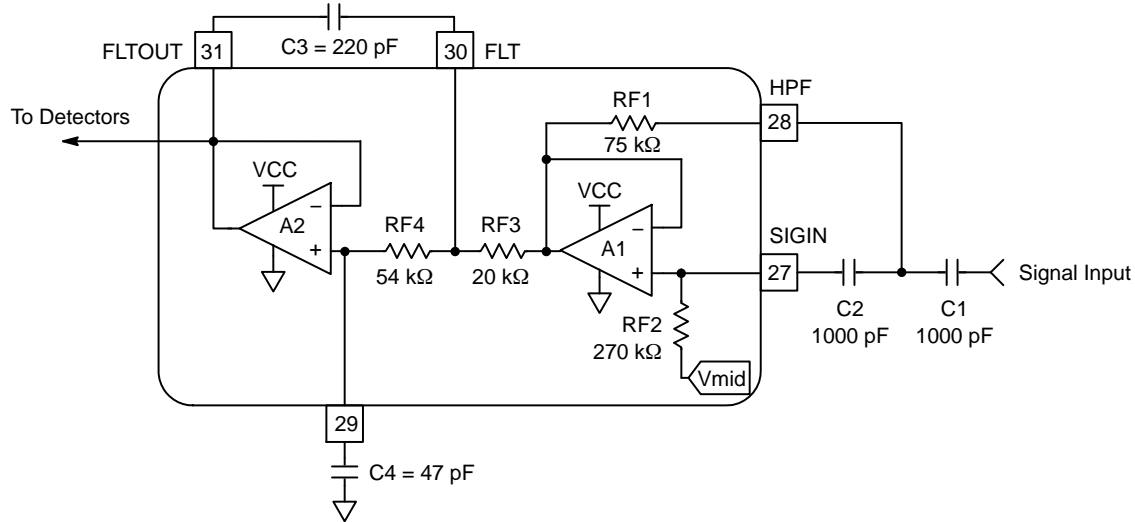 FLTOUT
31
C3 = 220 pF
30
FLT
HPF
To Detectors
RF1
28
75 kΩ
VCC
VCC
−
A2
+
RF4
RF3
−
A1
+
SIGIN
54 kΩ
20 kΩ
27
Signal Input
RF2
270 kΩ
C2
1000 pF
C1
1000 pF
Vmid
29
C4 = 47 pF